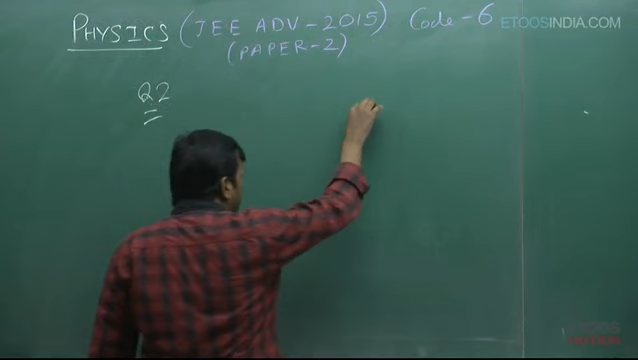 PHYSICS (JEE ADV - 2015) Code - 6
(PAPER-2)
Q2
ETOOSINDIA.COM